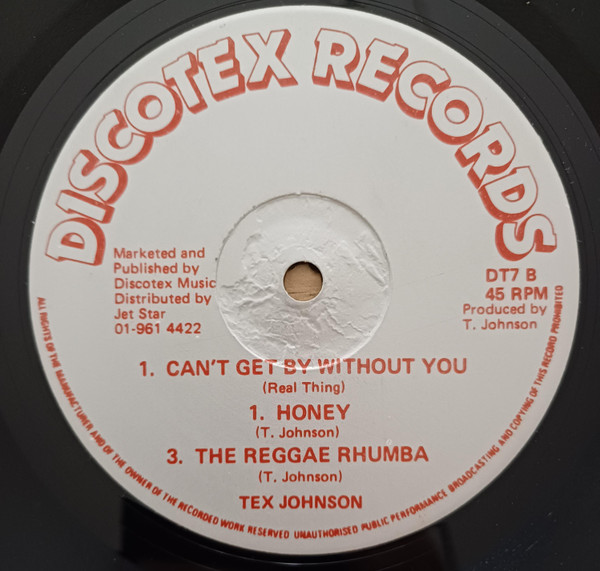 DISCOTEX RECORDS
Marketed and
Published by
Discotex Music
Distributed by
Jet Star
01-961 4422
DT7 B
45 RPM
Produced by
T. Johnson
1. CAN'T GET BY WITHOUT YOU
(Real Thing)
1. HONEY
(T. Johnson)
3. THE REGGAE RHUMBA
(T. Johnson)
TEX JOHNSON
ALL RIGHTS OF THE MANUFACTURER AND OF THE OWNER OF THE RECORDED WORK RESERVED UNAUTHORISED PUBLIC PERFORMANCE BROADCASTING AND COPYING OF THIS RECORD PROHIBITED